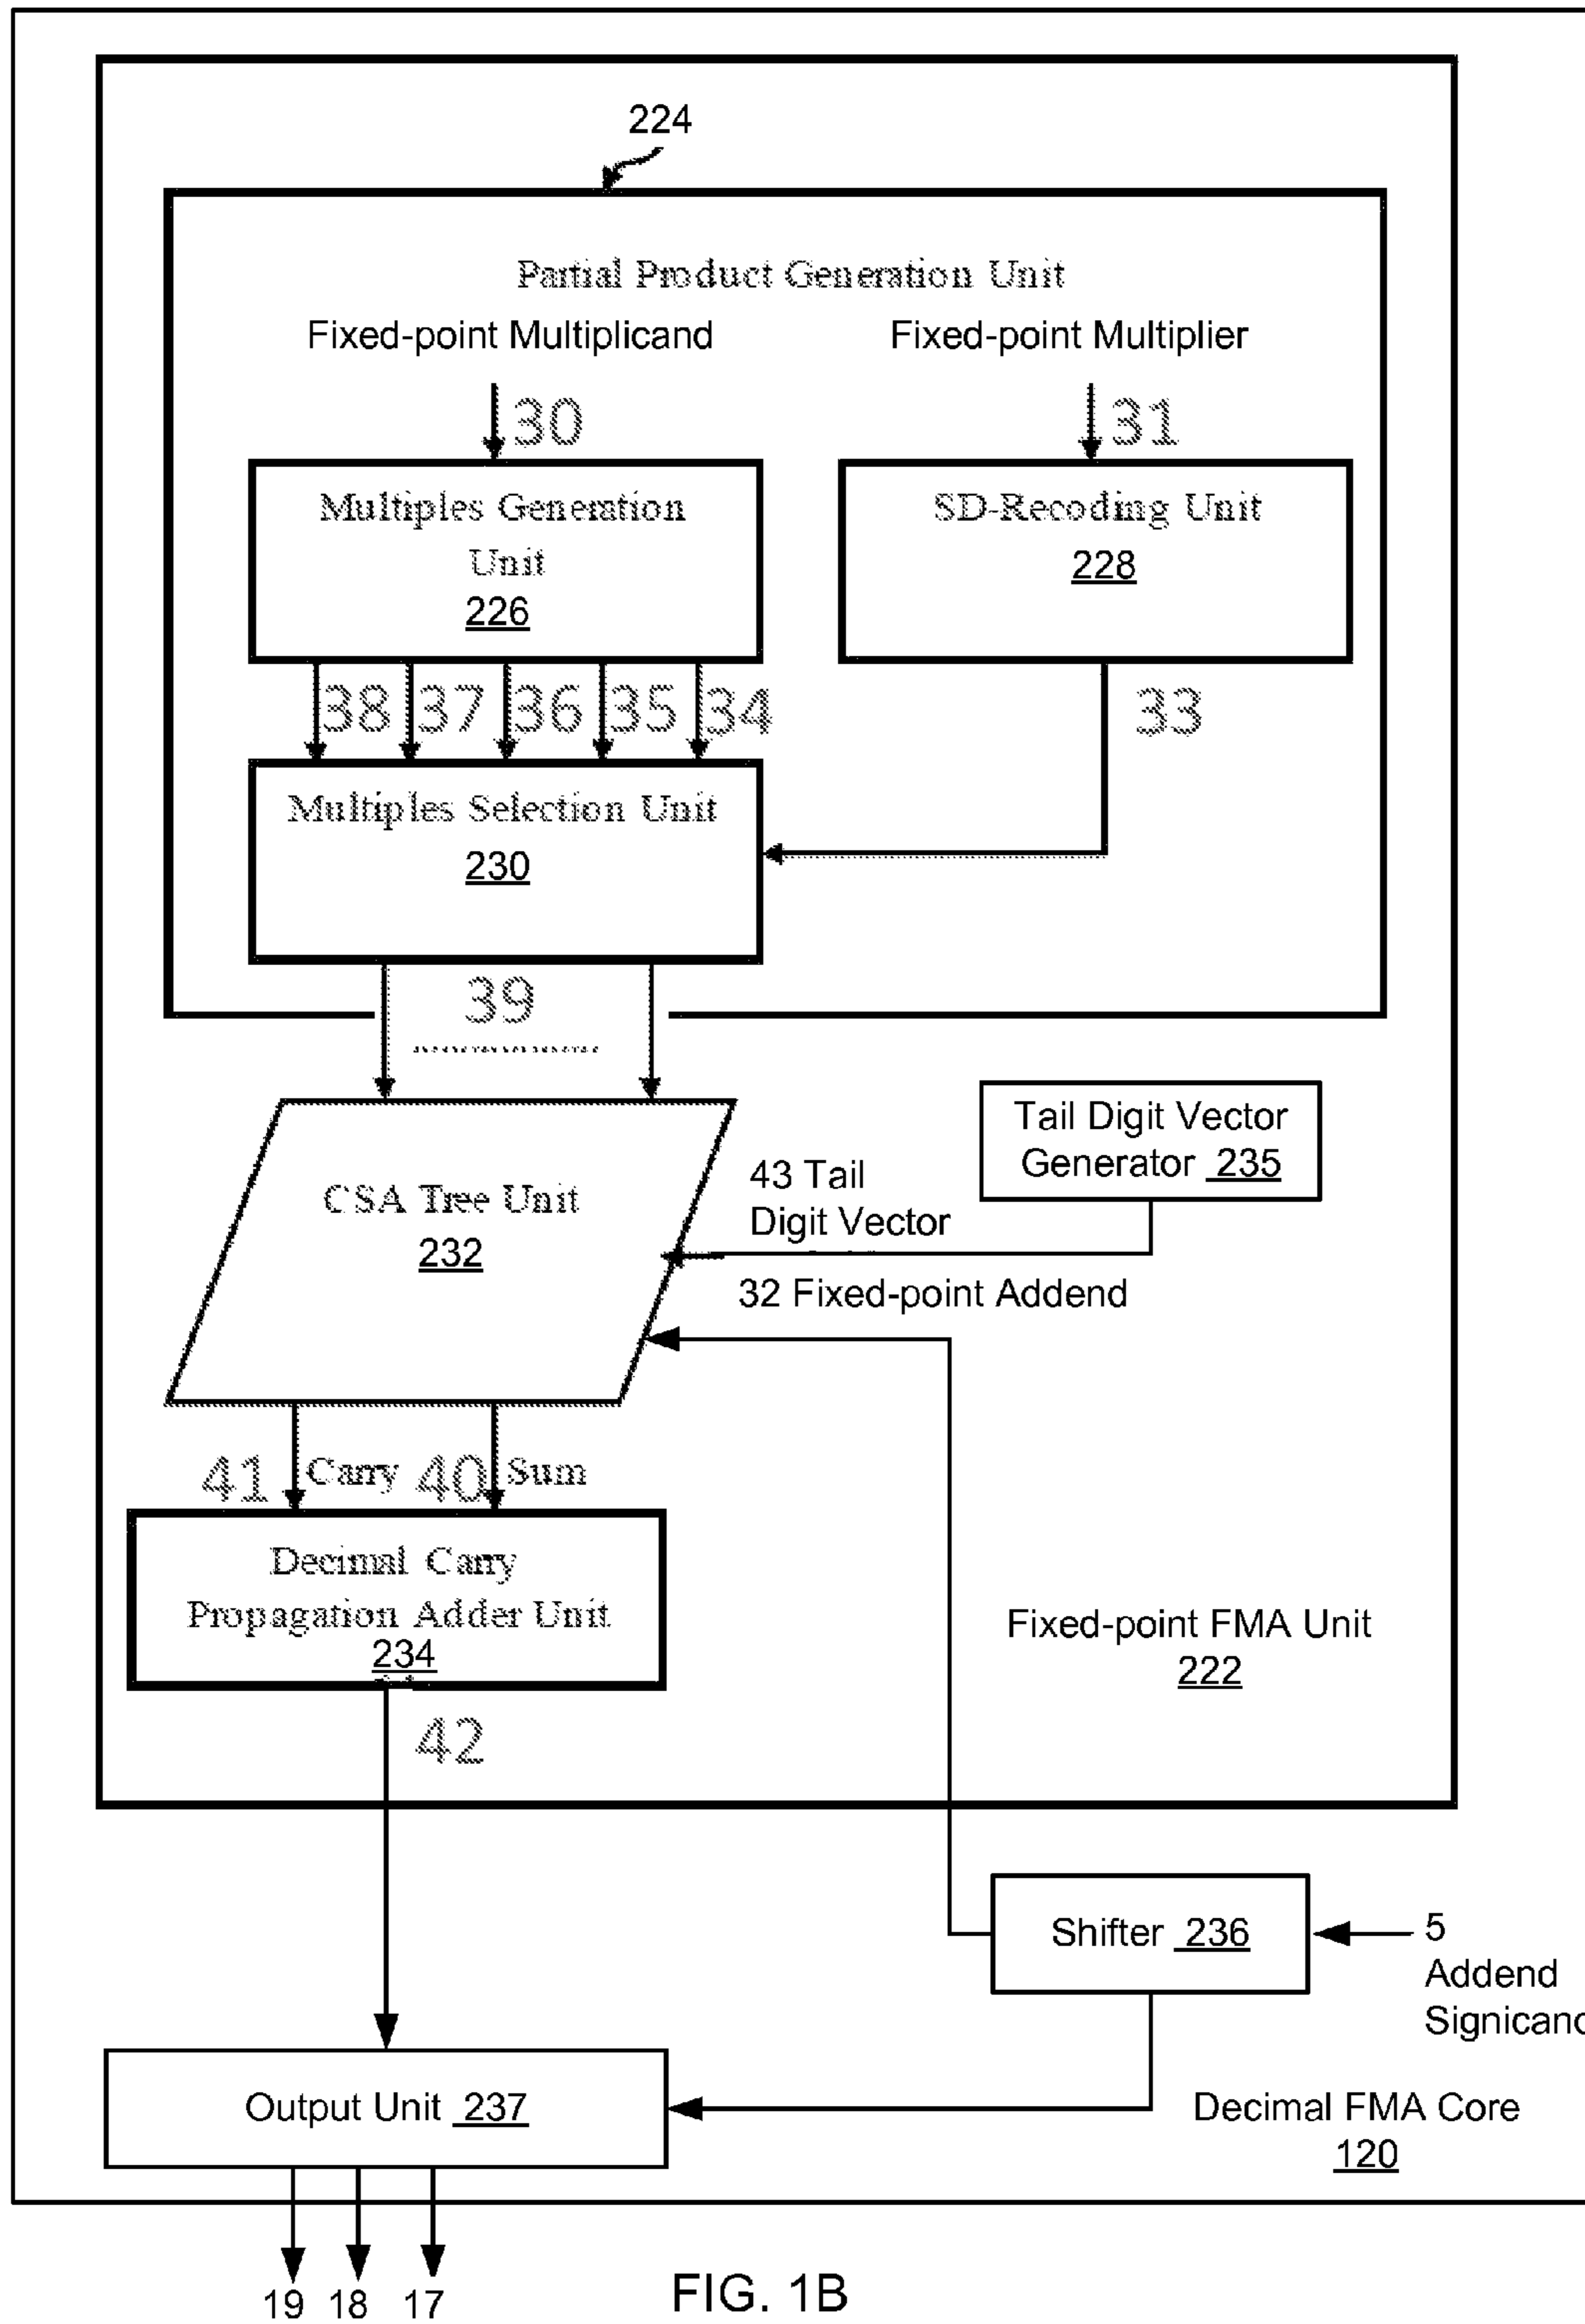 224
Partial Product Generation Unit
Fixed-point Multiplicand
Fixed-point Multiplier
30
31
Multiples Generation
Unit
226
SD-Recoding Unit
228
38
37
36
35
34
33
Multiples Selection Unit
230
39
Tail Digit Vector
Generator 235
CSA Tree Unit
232
43 Tail
Digit Vector
32 Fixed-point Addend
41
Carry
40
Sum
Decimal Carry
Propagation Adder Unit
234
Fixed-point FMA Unit
222
42
Shifter 236
5
Addend
Signicand
Output Unit 237
Decimal FMA Core
120
19
18
17
FIG. 1B